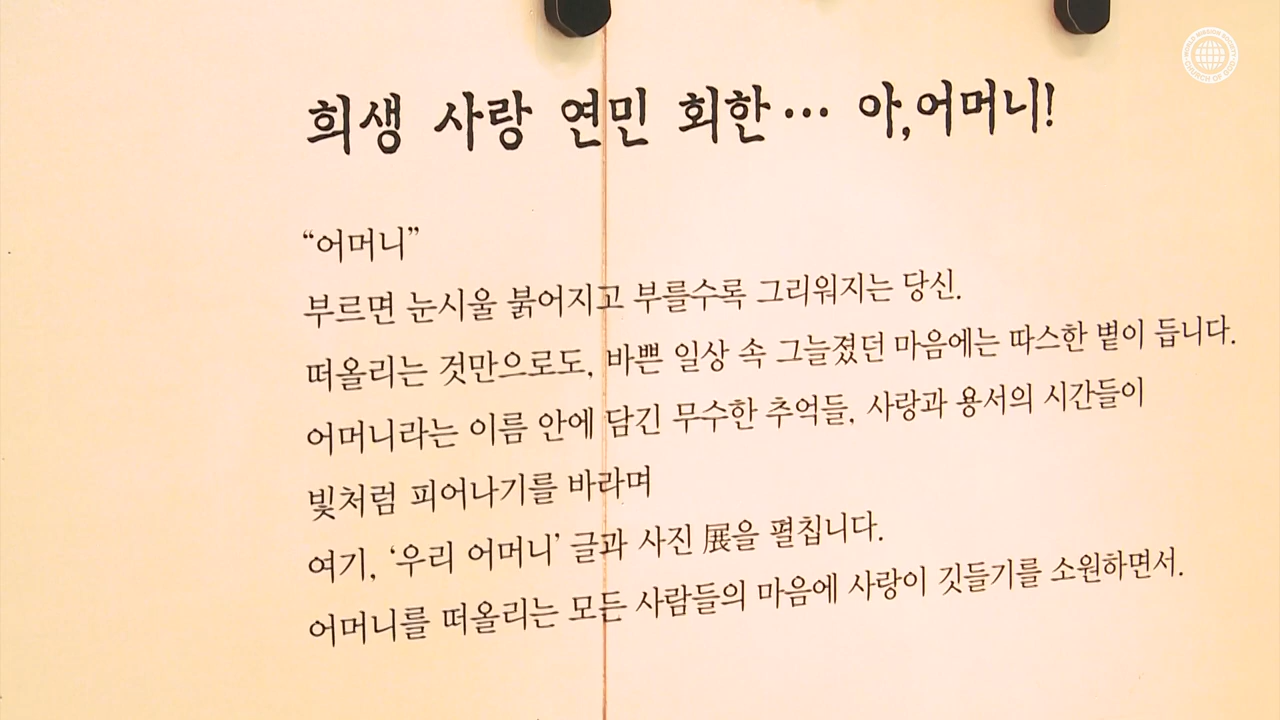 희생 사랑 연민 회한… 아, 어머니!
“어머니”
부르면 눈시울 붉어지고 부를수록 그리워지는 당신.
떠올리는 것만으로도, 바쁜 일상 속 그늘졌던 마음에는 따스한 볕이 듭니다.
어머니라는 이름 안에 담긴 무수한 추억들, 사랑과 용서의 시간들이
빛처럼 피어나기를 바라며
여기, ‘우리 어머니’ 글과 사진 展을 펼칩니다.
어머니를 떠올리는 모든 사람들의 마음에 사랑이 깃들기를 소원하면서.
WORLD MISSION SOCIETY CHURCH OF GOD